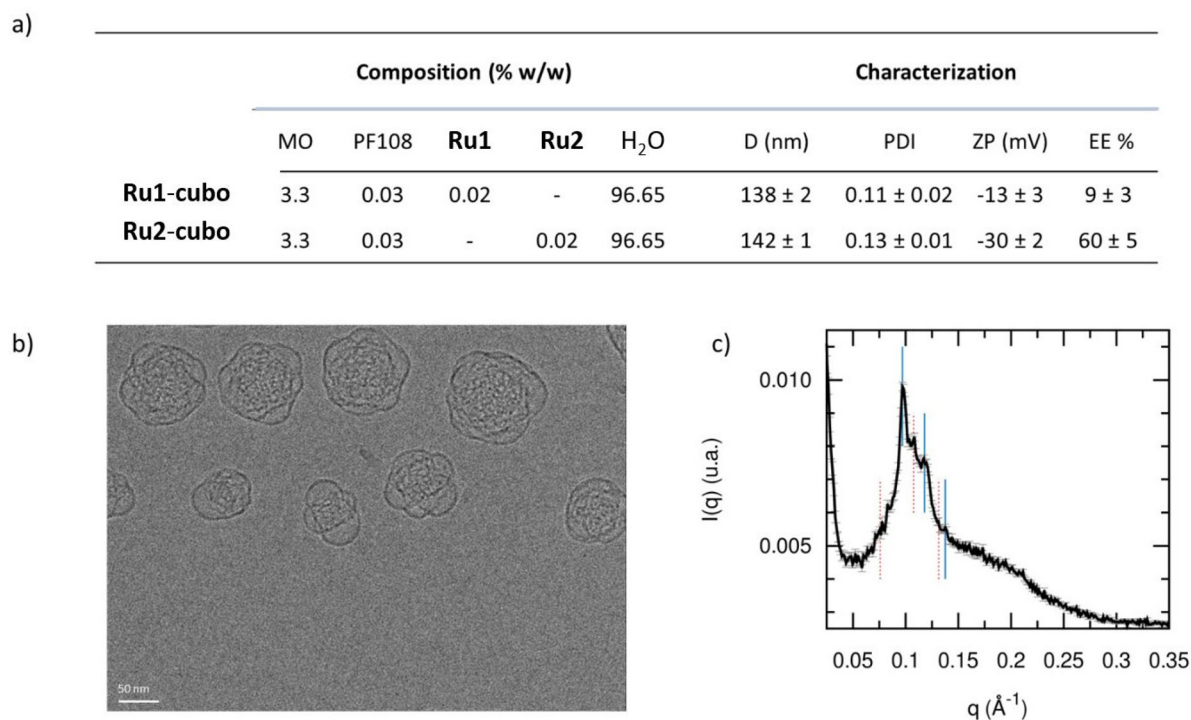 a)
Composition (% w/w) Characterization
MO PF108 Ru1 Ru2 H₂O D (nm) PDI ZP (mV) EE %
Ru1-cubo 3.3 0.03 0.02 - 96.65 138 ± 2 0.11 ± 0.02 -13 ± 3 9 ± 3
Ru2-cubo 3.3 0.03 - 0.02 96.65 142 ± 1 0.13 ± 0.01 -30 ± 2 60 ± 5
b)
50 nm
c)
I(q) (u.a.)
0.010
0.005
0.05 0.1 0.15 0.2 0.25 0.3 0.35
q (Å⁻¹)